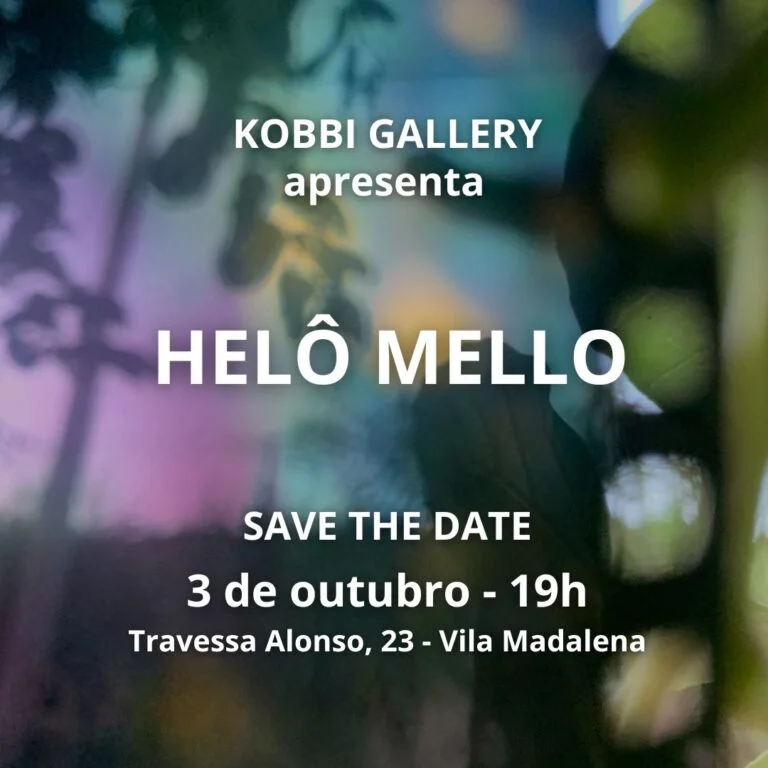 KOBBI GALLERY
apresenta
HELÔ MELLO
SAVE THE DATE
3 de outubro - 19h
Travessa Alonso, 23 - Vila Madalena